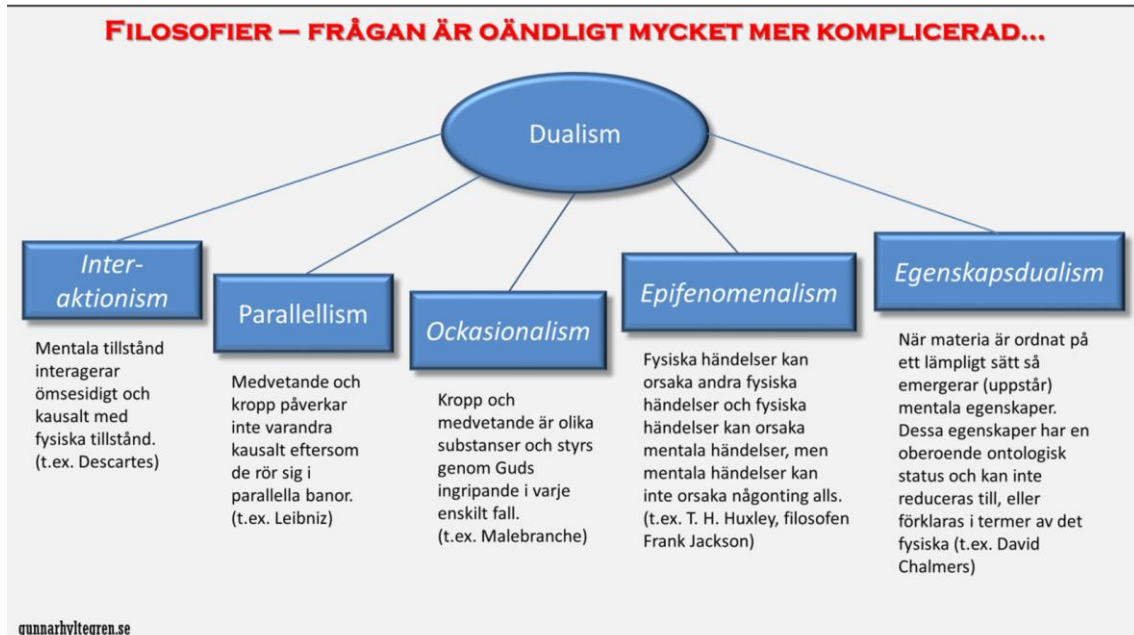 FILOSOFIER – FRÅGAN ÄR OÄNDLIGT MYCKET MER KOMPLICERAD...
Dualism
Inter-
aktionism
Mentala tillstånd
interagerar
ömsesidigt och
kausalt med
fysiska tillstånd.
(t.ex. Descartes)
Parallellism
Medvetande och
kropp påverkar
inte varandra
kausalt eftersom
de rör sig i
parallella banor.
(t.ex. Leibniz)
Ockasionalism
Kropp och
medvetande är olika
substanser och styrs
genom Guds
ingripande i varje
enskilt fall.
(t.ex. Malebranche)
Epifenomenalism
Fysiska händelser kan
orsaka andra fysiska
händelser och fysiska
händelser kan orsaka
mentala händelser, men
mentala händelser kan
inte orsaka någonting alls.
(t.ex. T. H. Huxley, filosofen
Frank Jackson)
Egenskapsdualism
När materia är ordnat på
ett lämpligt sätt så
emergerar (uppstår)
mentala egenskaper.
Dessa egenskaper har en
oberoende ontologisk
status och kan inte
reduceras till, eller
förklaras i termer av det
fysiska (t.ex. David
Chalmers)
gunnarhyltegren.se